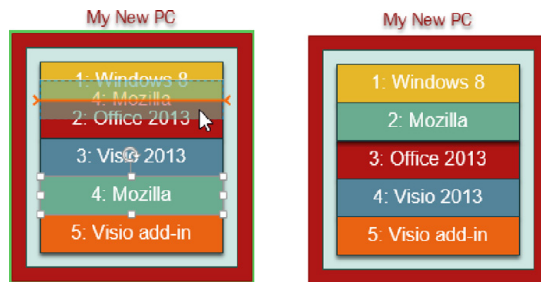 My New PC
1: Windows 8
4: Mozilla
2: Office 2013
3: Visio 2013
4: Mozilla
5: Visio add-in
My New PC
1: Windows 8
2: Mozilla
3: Office 2013
4: Visio 2013
5: Visio add-in